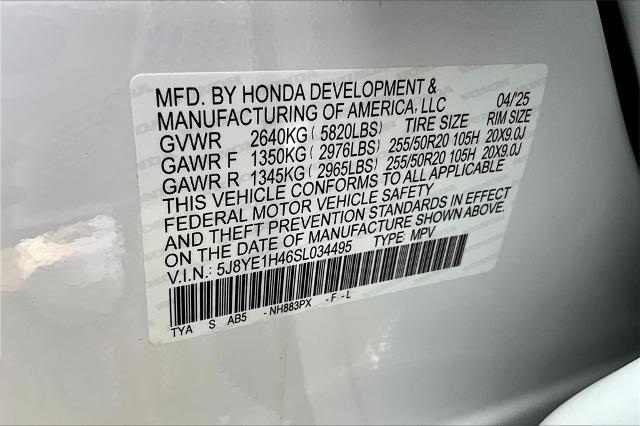 MFD. BY HONDA DEVELOPMENT &
MANUFACTURING OF AMERICA, LLC 04/'25
GVWR 2640KG ( 5820LBS) TIRE SIZE RIM SIZE
GAWR F 1350KG ( 2976LBS) 255/50R20 105H 20X9.0J
GAWR R 1345KG ( 2965LBS) 255/50R20 105H 20X9.0J
THIS VEHICLE CONFORMS TO ALL APPLICABLE
FEDERAL MOTOR VEHICLE SAFETY
AND THEFT PREVENTION STANDARDS IN EFFECT
ON THE DATE OF MANUFACTURE SHOWN ABOVE.
V.I.N.: 5J8YE1H46SL034495 TYPE: MPV
TYA S AB5 -NH883PX -F-L